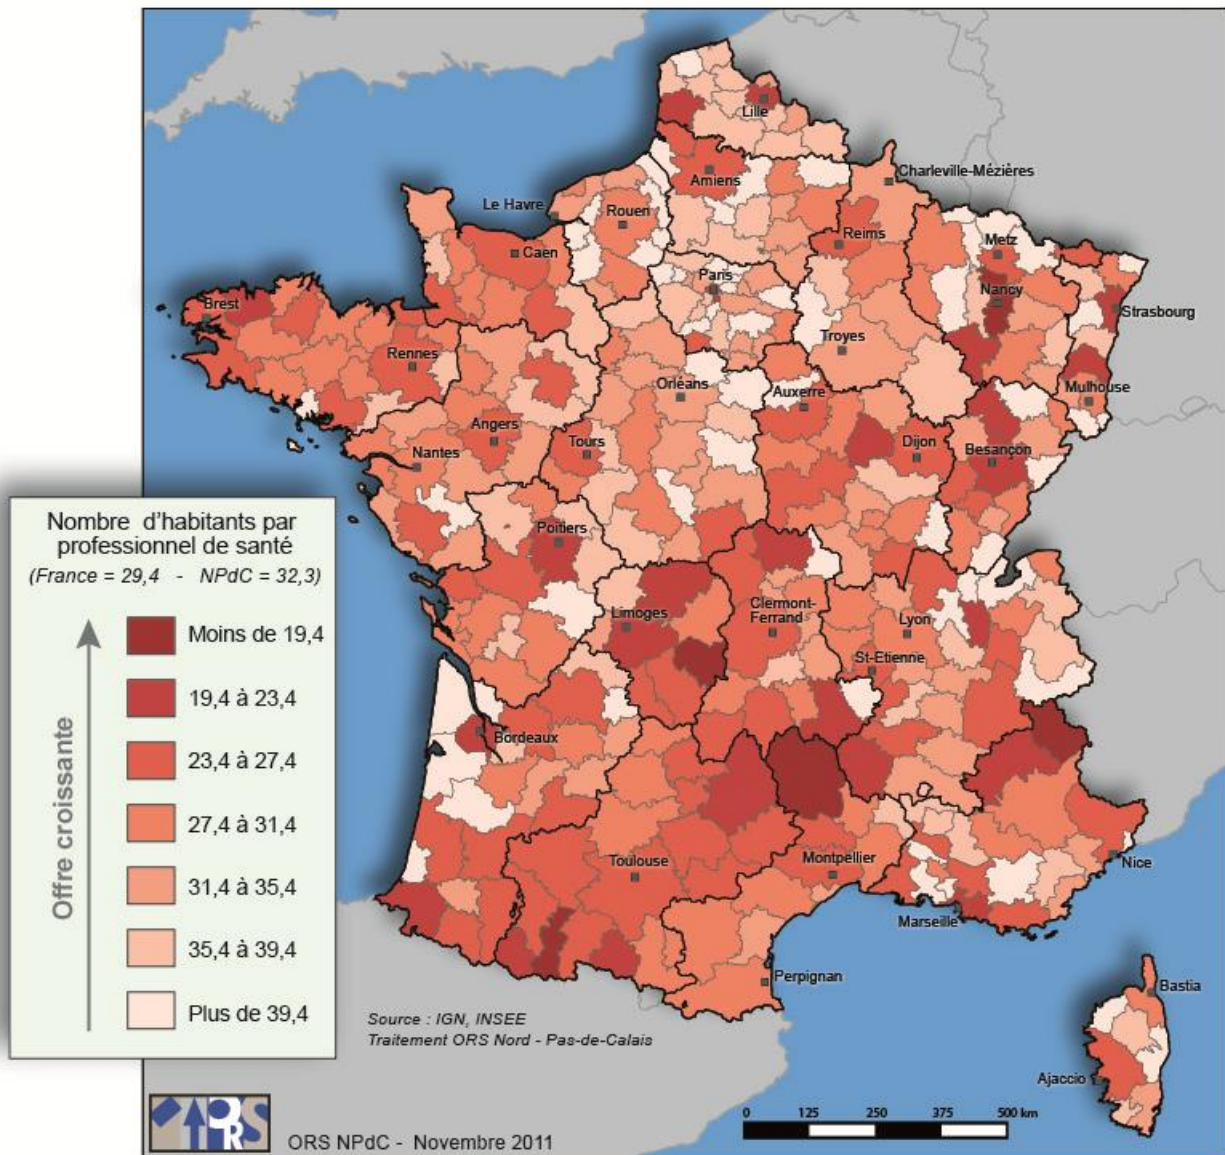 Charleville-Mézières
Lille
Amiens
Le Havre
Rouen
Reims
Metz
Caen
Paris
Nancy
Brest
Strasbourg
Troyes
Rennes
Orléans
Auxerre
Mulhouse
Angers
Tours
Dijon
Besançon
Nantes
Poitiers
Limoges
Clermont-
Ferrand
Lyon
St-Etienne
Bordeaux
Toulouse
Montpellier
Nice
Marseille
Perpignan
Bastia
Ajaccio
Nombre d'habitants par
professionnel de santé
(France = 29,4 - NPdC = 32,3)
Offre croissante
Moins de 19,4
19,4 à 23,4
23,4 à 27,4
27,4 à 31,4
31,4 à 35,4
35,4 à 39,4
Plus de 39,4
Source : IGN, INSEE
Traitement ORS Nord - Pas-de-Calais
ORS
ORS NPdC - Novembre 2011
0 125 250 375 500 km